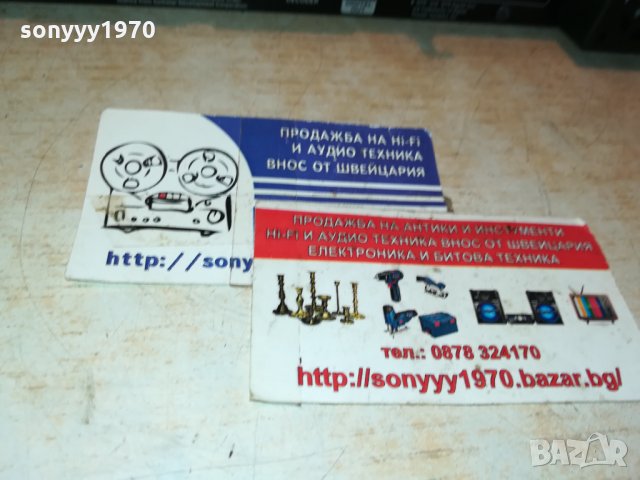 sonyyy1970
ПРОДАЖБА НА Hi-Fi
И АУДИО ТЕХНИКА
ВНОС ОТ ШВЕЙЦАРИЯ
http://sony
ПРОДАЖБА НА АНТИКИ И ИНСТРУМЕНТИ
Hi-Fi И АУДИО ТЕХНИКА ВНОС ОТ ШВЕЙЦАРИЯ
ЕЛЕКТРОНИКА И БИТОВА ТЕХНИКА
тел.: 0878 324170
http://sonyyy1970.bazar.bg/
BAZAR
bg